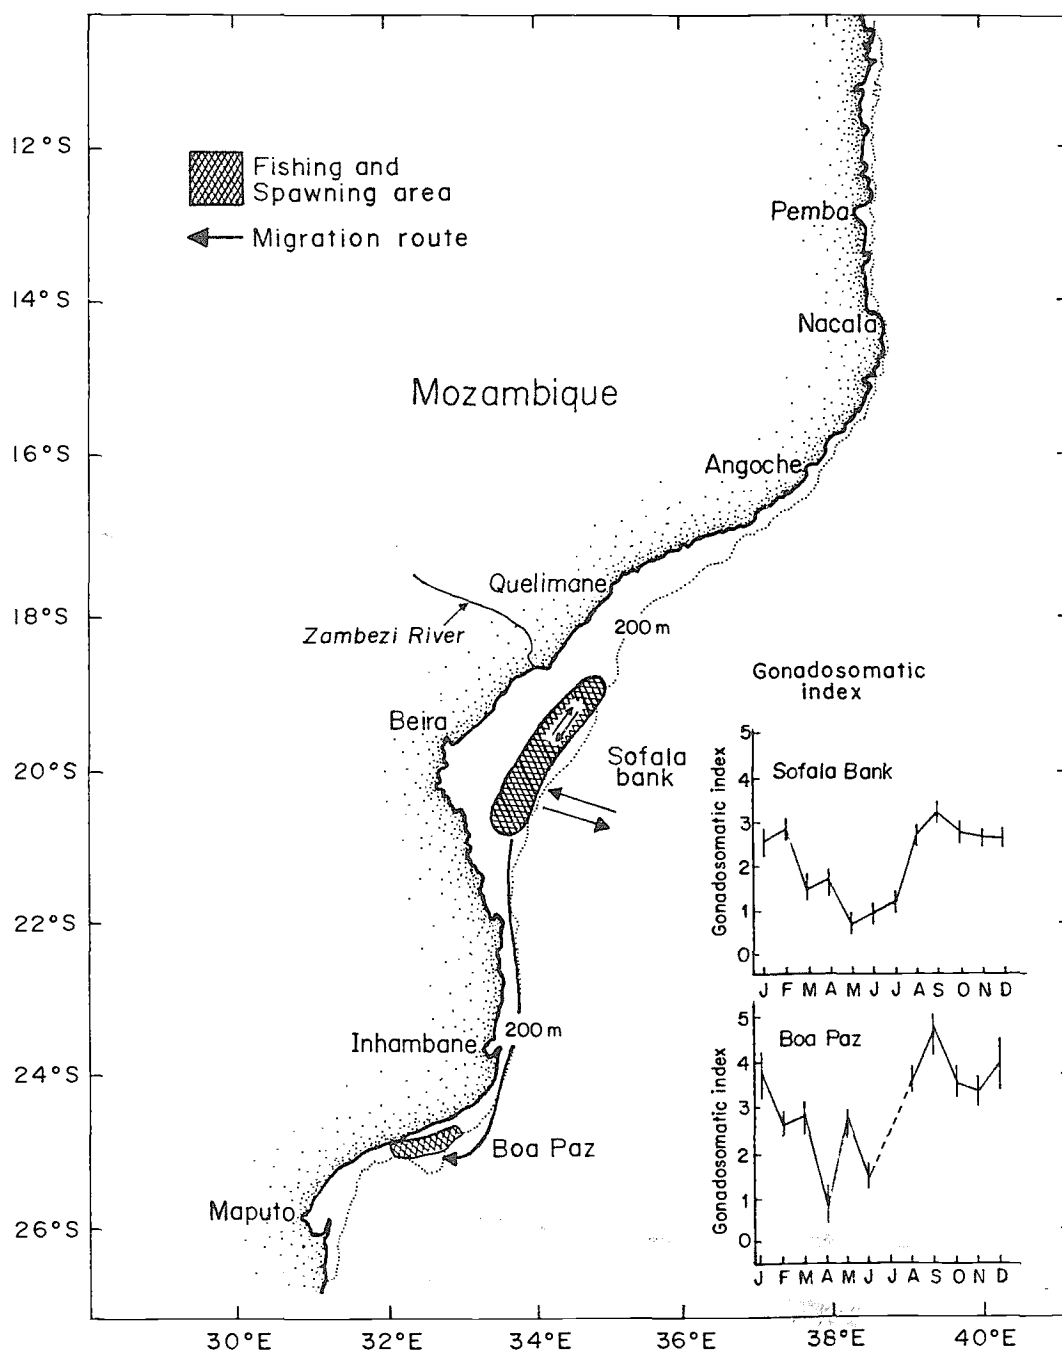 12°S
14°S
16°S
18°S
20°S
22°S
24°S
26°S
30°E
32°E
34°E
36°E
38°E
40°E
Fishing and
Spawning area
Migration route
Pemba
Nacala
Mozambique
Angoche
Quelimane
Zambezi River
200 m
Beira
Sofala
bank
Inhambane
200 m
Boa Paz
Maputo
Gonadosomatic
index
Sofala Bank
Gonadosomatic index
5
4
3
2
1
0
J F M A M J J A S O N D
Boa Paz
Gonadosomatic index
5
4
3
2
1
0
J F M A M J J A S O N D